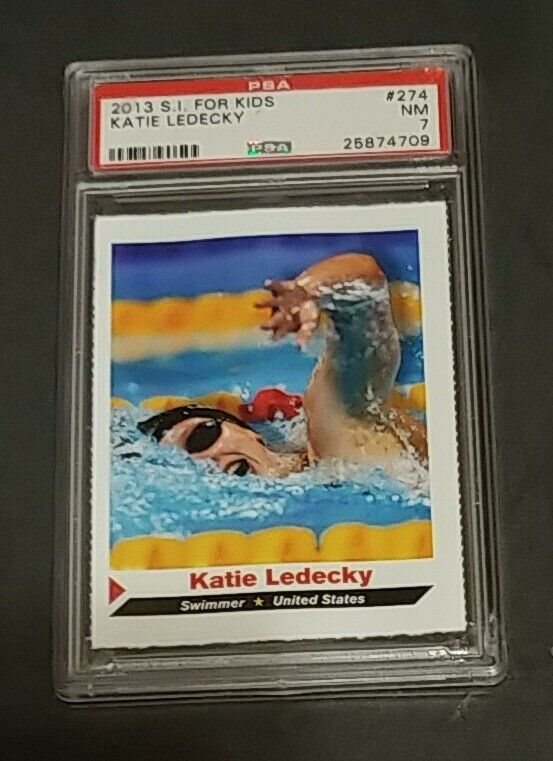 PSA
2013 S.I. FOR KIDS #274
KATIE LEDECKY NM
7
PSA 25874709
Katie Ledecky
Swimmer ★ United States